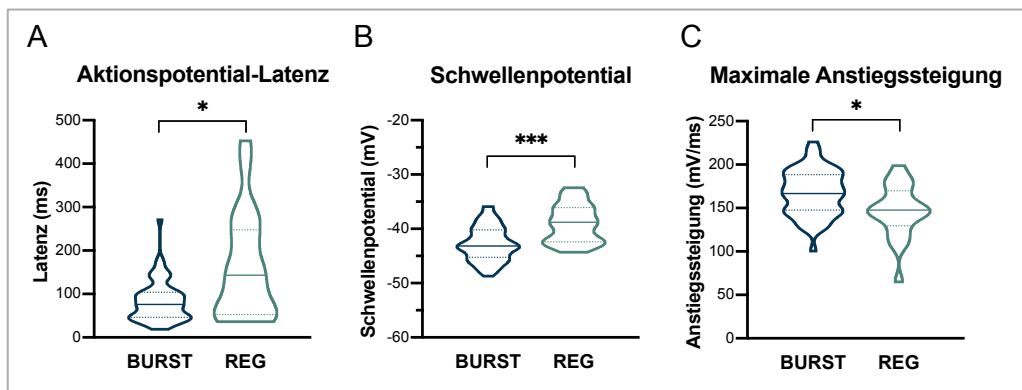 A
Aktionspotential-Latenz
*
Latenz (ms)
500
400
300
200
100
0
BURST REG
B
Schwellenpotential
***
Schwellenpotential (mV)
-20
-30
-40
-50
-60
BURST REG
C
Maximale Anstiegssteigung
*
Anstiegssteigung (mV/ms)
250
200
150
100
50
0
BURST REG